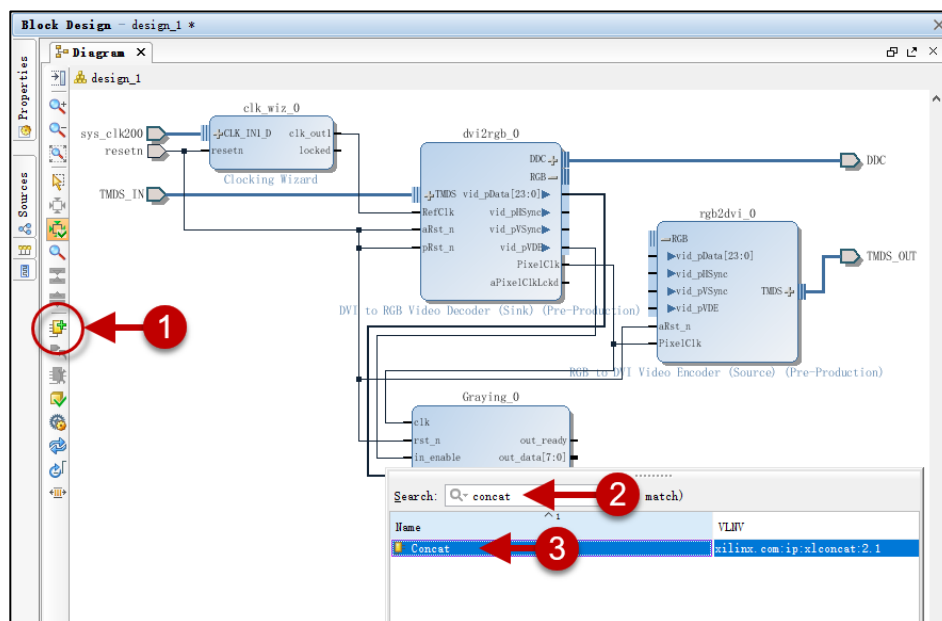 Block Design - design_1 *
Properties
Sources
Diagram
design_1
clk_wiz_0
sys_clk200
resetn
CLK_IN1_D clk_out1
resetn locked
Clocking Wizard
TMDS_IN
dvi2rgb_0
DDC
RGB
TMDS vid_pData[23:0]
RefClk vid_pHSync
aRst_n vid_pVSync
pRst_n vid_pVDE
PixelClk
aPixelClkLckd
DVI to RGB Video Decoder (Sink) (Pre-Production)
DDC
rgb2dvi_0
RGB
vid_pData[23:0]
vid_pHSync
vid_pVSync TMDS
vid_pVDE
aRst_n
PixelClk
RGB to DVI Video Encoder (Source) (Pre-Production)
TMDS_OUT
1
Graying_0
clk
rst_n out_ready
in_enable out_data[7:0]
Search: concat 2 match)
1
Name VLNV
Concat 3 xilinx.com:ip:xlconcat:2.1